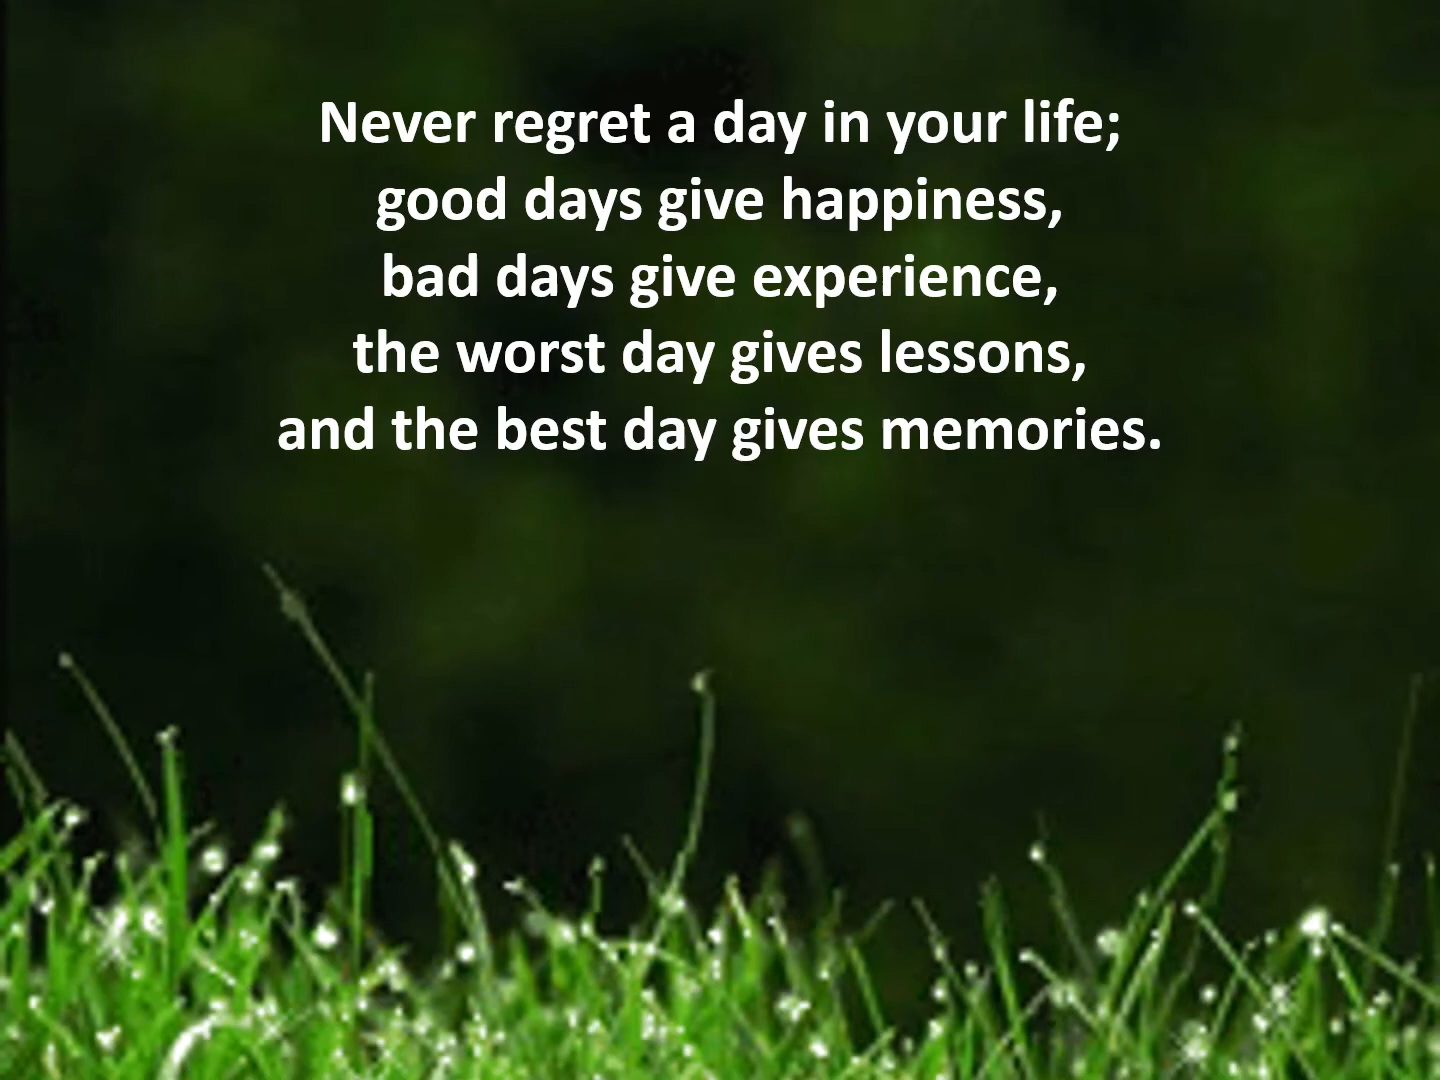 Never regret a day in your life;
good days give happiness,
bad days give experience,
the worst day gives lessons,
and the best day gives memories.